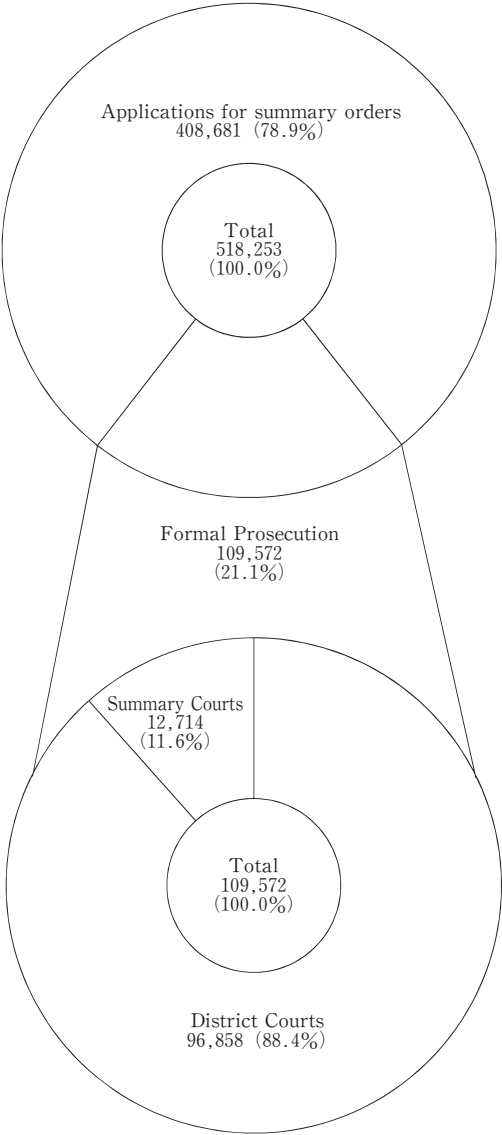 Applications for summary orders
408,681 (78.9%)
Total
518,253
(100.0%)
Formal Prosecution
109,572
(21.1%)
Summary Courts
12,714
(11.6%)
Total
109,572
(100.0%)
District Courts
96,858 (88.4%)